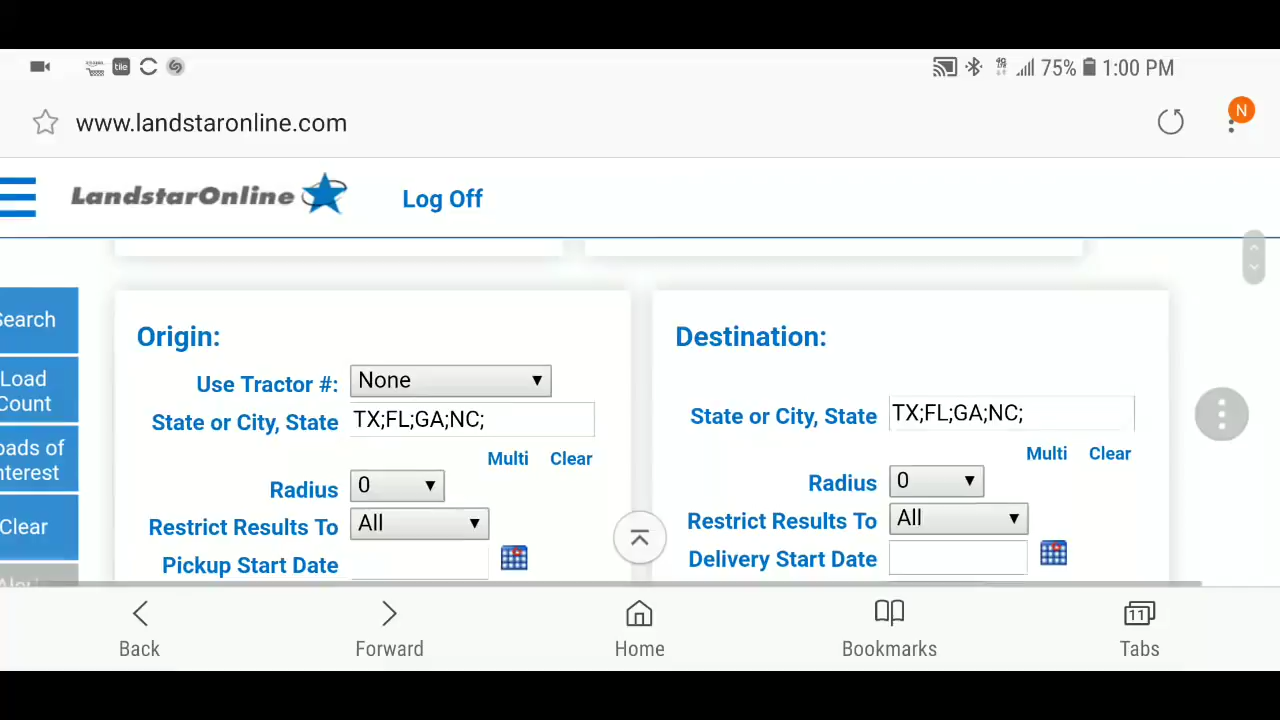 tile
75% 1:00 PM
www.landstaronline.com
N
LandstarOnline
Log Off
Search
Load
Count
oads of
nterest
Clear
Origin:
Use Tractor #: None
State or City, State TX;FL;GA;NC;
Multi Clear
Radius 0
Restrict Results To All
Pickup Start Date
Destination:
State or City, State TX;FL;GA;NC;
Multi Clear
Radius 0
Restrict Results To All
Delivery Start Date
Back
Forward
Home
Bookmarks
11
Tabs